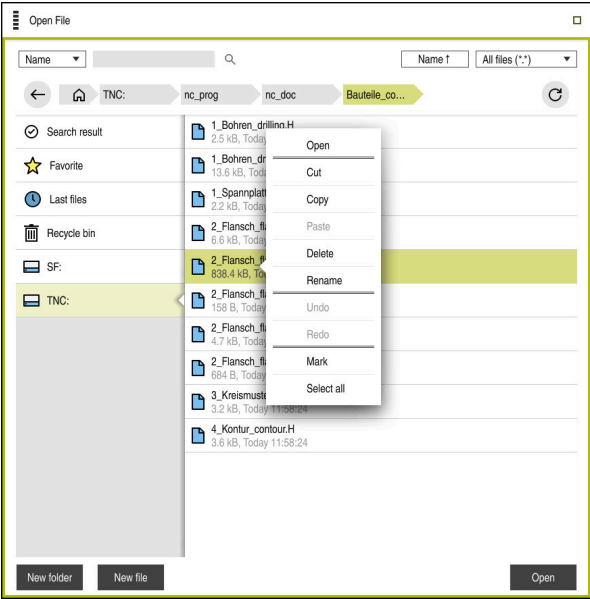 Open File
Name
Name↑
All files (*.*)
TNC:
nc_prog
nc_doc
Bauteile_co...
Search result
Favorite
Last files
Recycle bin
SF:
TNC:
1_Bohren_drilling.H
2.5 kB, Today
1_Bohren_dr
13.6 kB, Toda
1_Spannplatt
2.2 kB, Today
2_Flansch_fl
6.6 kB, Today
2_Flansch_fl
838.4 kB, To
2_Flansch_fl
158 B, Today
2_Flansch_fl
4.7 kB, Today
2_Flansch_fl
684 B, Today
3_Kreismuste
3.2 kB, Today 11:58:24
4_Kontur_contour.H
3.6 kB, Today 11:58:24
Open
Cut
Copy
Paste
Delete
Rename
Undo
Redo
Mark
Select all
New folder
New file
Open